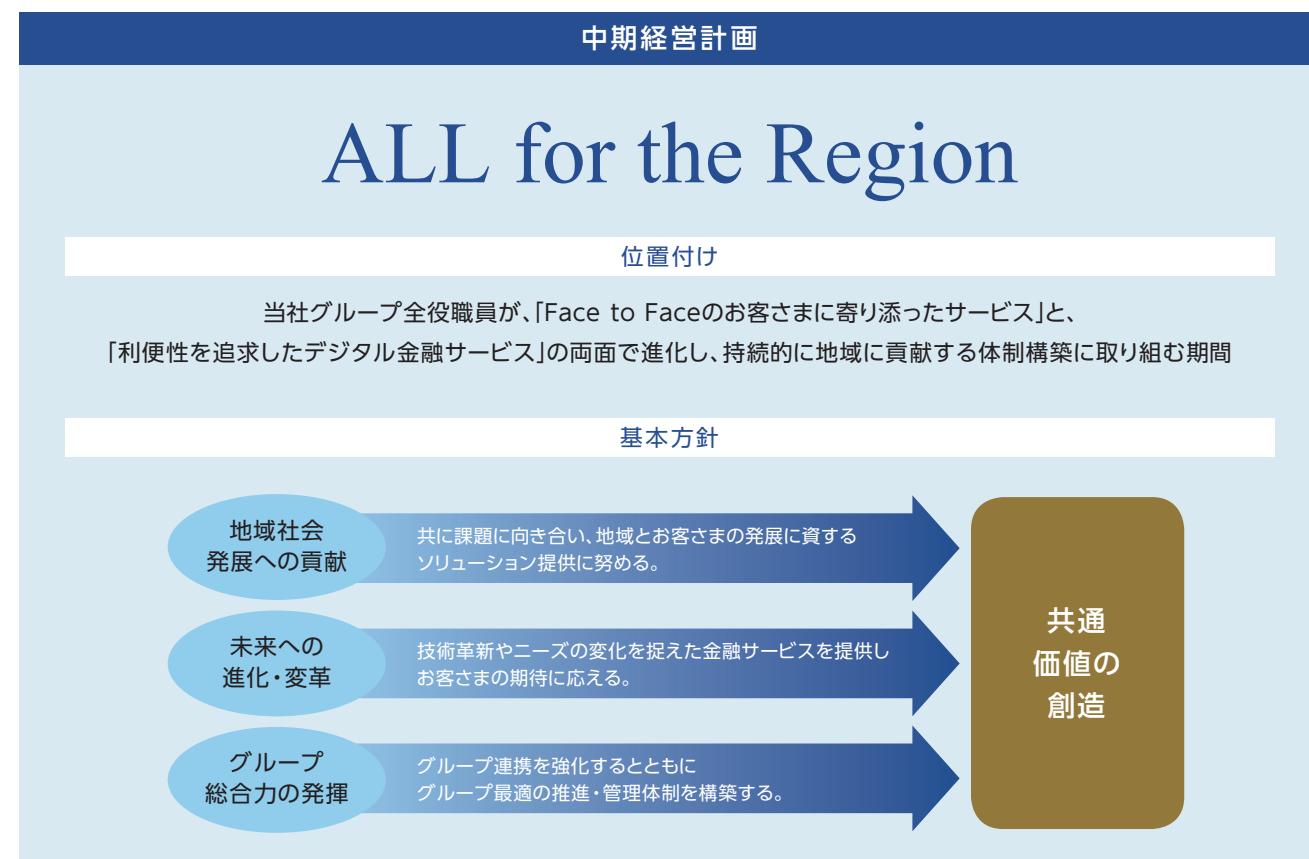 中期経営計画
ALL for the Region
位置付け
当社グループ全役職員が、「Face to Faceのお客さまに寄り添ったサービス」と、
「利便性を追求したデジタル金融サービス」の両面で進化し、持続的に地域に貢献する体制構築に取り組む期間
基本方針
地域社会
発展への貢献
共に課題に向き合い、地域とお客さまの発展に資する
ソリューション提供に努める。
未来への
進化・変革
技術革新やニーズの変化を捉えた金融サービスを提供し
お客さまの期待に応える。
グループ
総合力の発揮
グループ連携を強化するとともに
グループ最適の推進・管理体制を構築する。
共通
価値の
創造